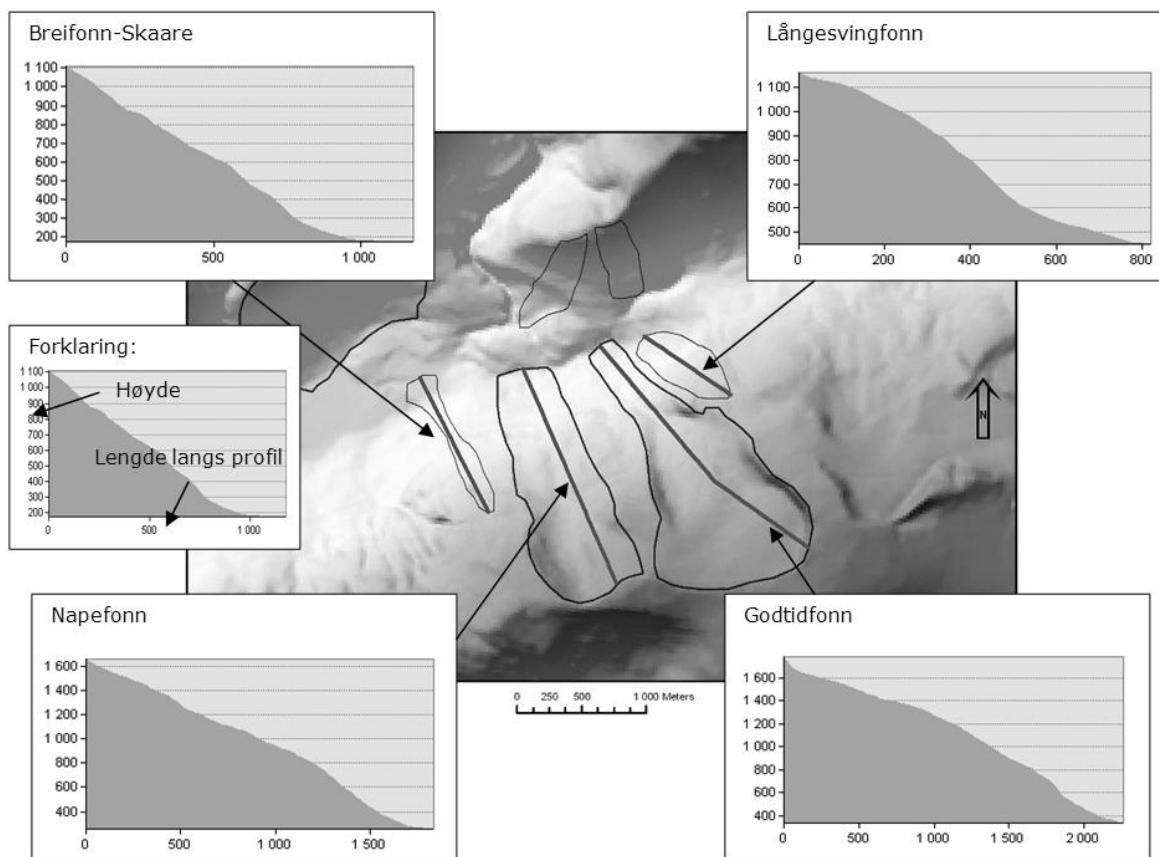 Breifonn-Skaare
1 100
1 000
900
800
700
600
500
400
300
200
0 500 1 000
Långesvingfonn
1 100
1 000
900
800
700
600
500
0 200 400 600 800
Forklaring:
1 100
1 000
900
800
700
600
500
400
300
200
Høyde
Lengde langs profil
0 500 1 000
N
Napefonn
1 600
1 400
1 200
1 000
800
600
400
0 500 1 000 1 500
0 250 500 1 000 Meters
Godtidfonn
1 600
1 400
1 200
1 000
800
600
400
0 500 1 000 1 500 2 000